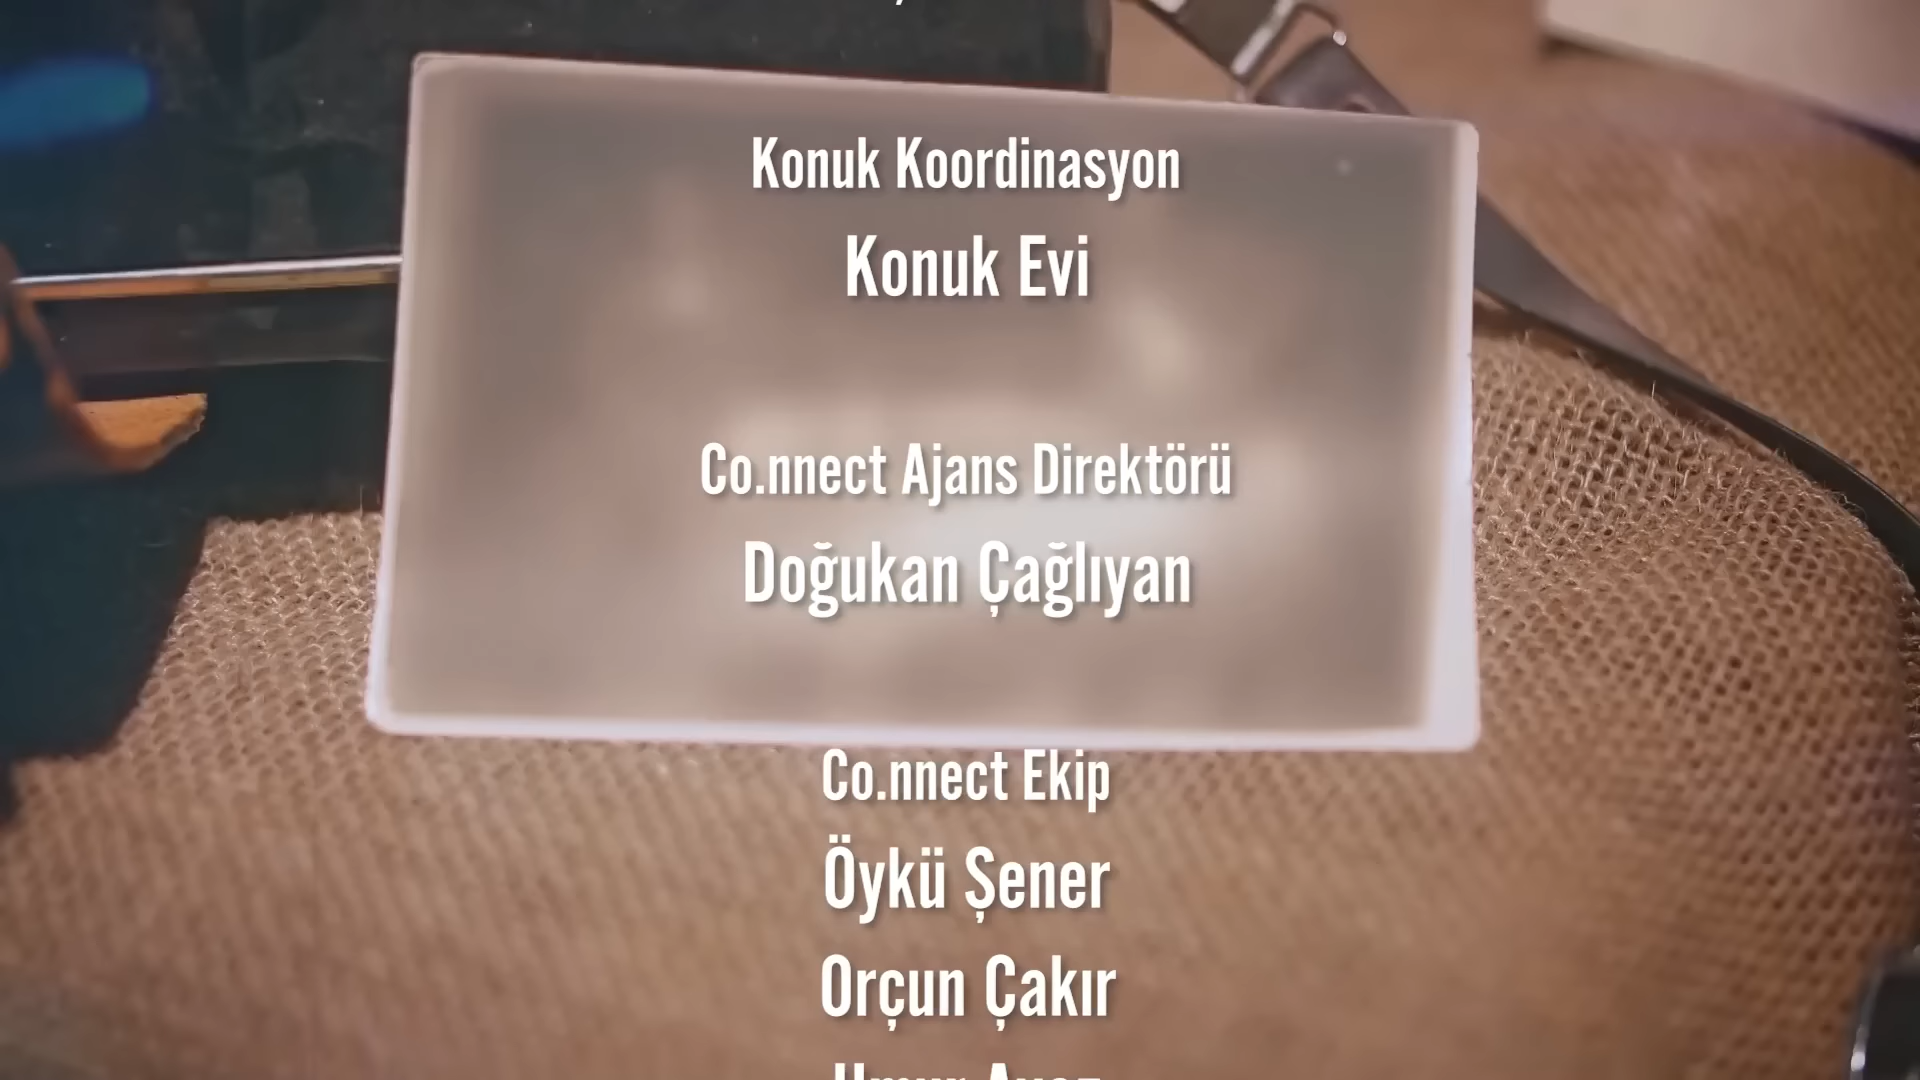 Konuk Koordinasyon
Konuk Evi
Co.nnect Ajans Direktörü
Doğukan Çağlıyan
Co.nnect Ekip
Öykü Şener
Orçun Çakır